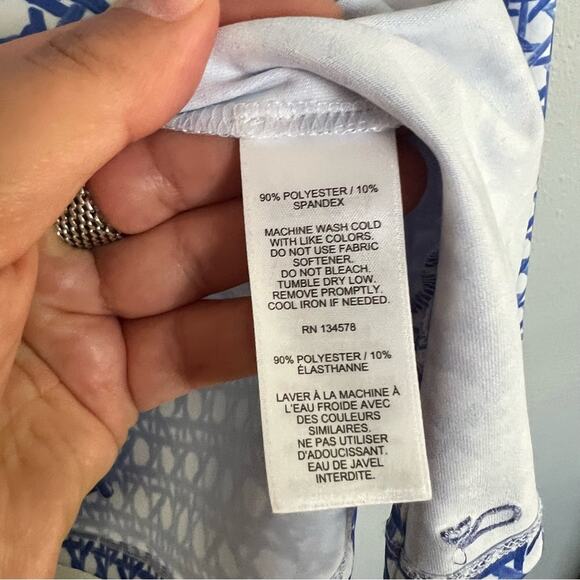 90% POLYESTER / 10%
SPANDEX
MACHINE WASH COLD
WITH LIKE COLORS.
DO NOT USE FABRIC
SOFTENER.
DO NOT BLEACH.
TUMBLE DRY LOW.
REMOVE PROMPTLY.
COOL IRON IF NEEDED.
RN 134578
90% POLYESTER / 10%
ÉLASTHANNE
LAVER À LA MACHINE À
L'EAU FROIDE AVEC
DES COULEURS
SIMILAIRES.
NE PAS UTILISER
D'ADOUCISSANT.
EAU DE JAVEL
INTERDITE.